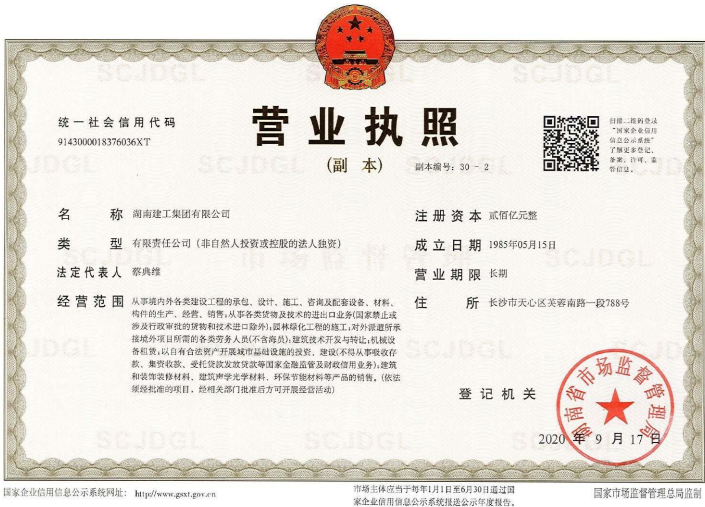 统一社会信用代码
9143000018376036XT
营业执照
(副本)
副本编号：30－2
扫描二维码登录
“国家企业信用
信息公示系统”
了解更多登记、
备案、许可、监
管信息。
名称 湖南建工集团有限公司
类型 有限责任公司（非自然人投资或控股的法人独资）
法定代表人 蔡典维
经营范围 从事境内外各类建设工程的承包、设计、施工、咨询及配套设备、材料、
构件的生产、经营、销售；从事各类货物及技术的进出口业务(国家禁止或
涉及行政审批的货物和技术进口除外)；园林绿化工程的施工；对外派遣所承
接境外项目所需的各类劳务人员(不含海员)；建筑技术开发与转让；机械设
备租赁；以自有合法资产开展城市基础设施的投资、建设(不得从事吸收存
款、集资收款、受托贷款发放贷款等国家金融监管及财政信用业务)；建筑
和装饰装修材料、建筑声学光学材料、环保节能材料等产品的销售。(依法
须经批准的项目，经相关部门批准后方可开展经营活动)
注册资本 贰佰亿元整
成立日期 1985年05月15日
营业期限 长期
住所 长沙市天心区芙蓉南路一段788号
登记机关
湖南省市场监督管理局
2020 年 9 月 17 日
国家企业信用信息公示系统网址： http://www.gsxt.gov.cn
市场主体应当于每年1月1日至6月30日通过国
家企业信用信息公示系统报送公示年度报告。
国家市场监督管理总局监制
SCJDGL
SCJDGL
SCJDGL
SCJDGL
SCJDGL
市场监督管理
SCJDGL
SCJDGL
SCJDGL